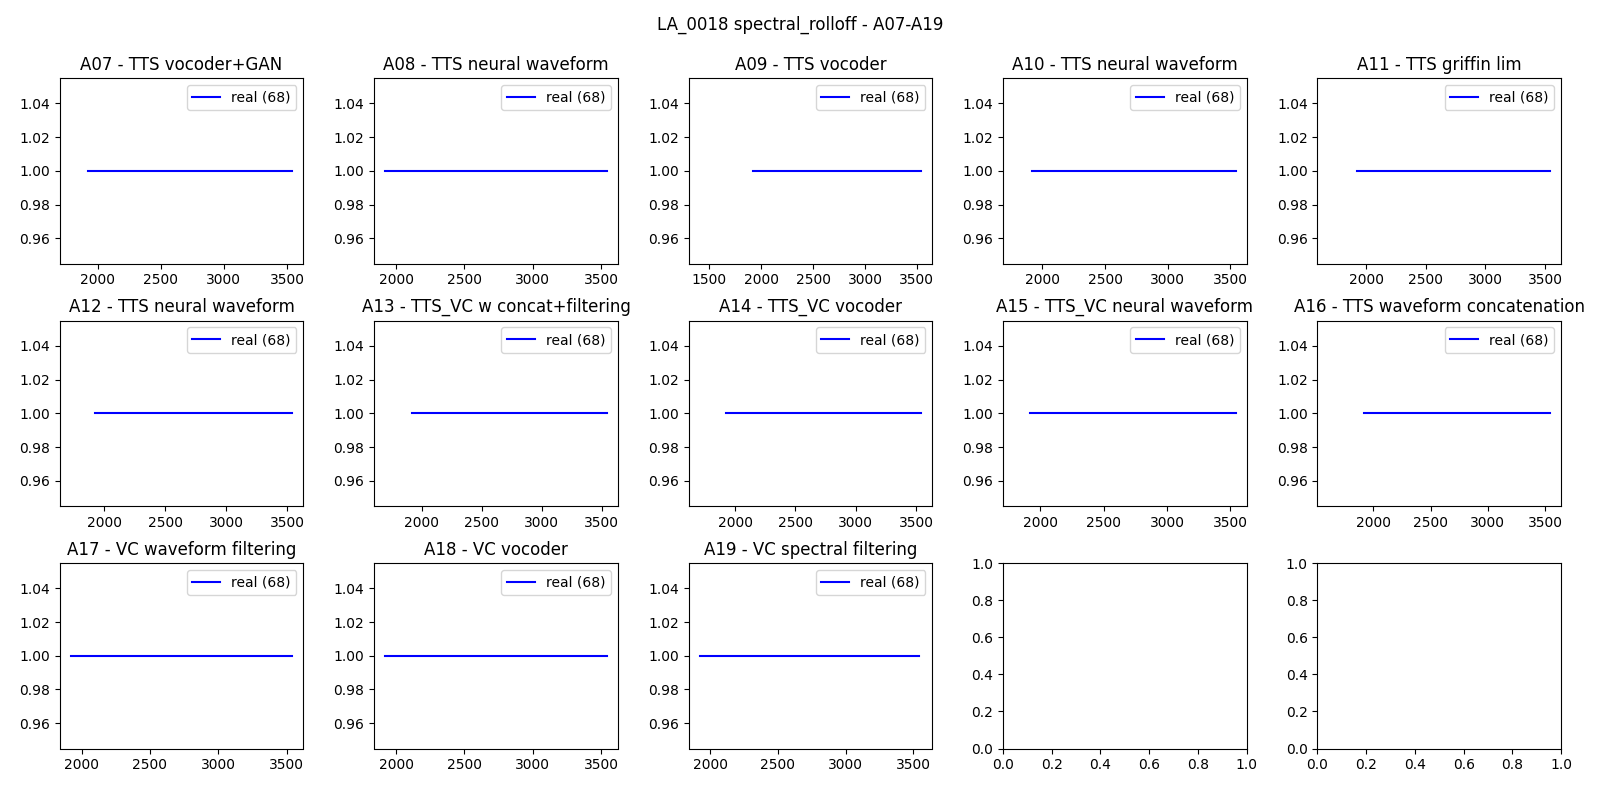 LA_0018 spectral_rolloff - A07-A19
A07 - TTS vocoder+GAN
real (68)
1.04
1.02
1.00
0.98
0.96
2000 2500 3000 3500
A08 - TTS neural waveform
real (68)
1.04
1.02
1.00
0.98
0.96
2000 2500 3000 3500
A09 - TTS vocoder
real (68)
1.04
1.02
1.00
0.98
0.96
1500 2000 2500 3000 3500
A10 - TTS neural waveform
real (68)
1.04
1.02
1.00
0.98
0.96
2000 2500 3000 3500
A11 - TTS griffin lim
real (68)
1.04
1.02
1.00
0.98
0.96
2000 2500 3000 3500
A12 - TTS neural waveform
real (68)
1.04
1.02
1.00
0.98
0.96
2000 2500 3000 3500
A13 - TTS_VC w concat+filtering
real (68)
1.04
1.02
1.00
0.98
0.96
2000 2500 3000 3500
A14 - TTS_VC vocoder
real (68)
1.04
1.02
1.00
0.98
0.96
2000 2500 3000 3500
A15 - TTS_VC neural waveform
real (68)
1.04
1.02
1.00
0.98
0.96
2000 2500 3000 3500
A16 - TTS waveform concatenation
real (68)
1.04
1.02
1.00
0.98
0.96
2000 2500 3000 3500
A17 - VC waveform filtering
real (68)
1.04
1.02
1.00
0.98
0.96
2000 2500 3000 3500
A18 - VC vocoder
real (68)
1.04
1.02
1.00
0.98
0.96
2000 2500 3000 3500
A19 - VC spectral filtering
real (68)
1.04
1.02
1.00
0.98
0.96
2000 2500 3000 3500
1.0
0.8
0.6
0.4
0.2
0.0
0.0 0.2 0.4 0.6 0.8 1.0
1.0
0.8
0.6
0.4
0.2
0.0
0.0 0.2 0.4 0.6 0.8 1.0